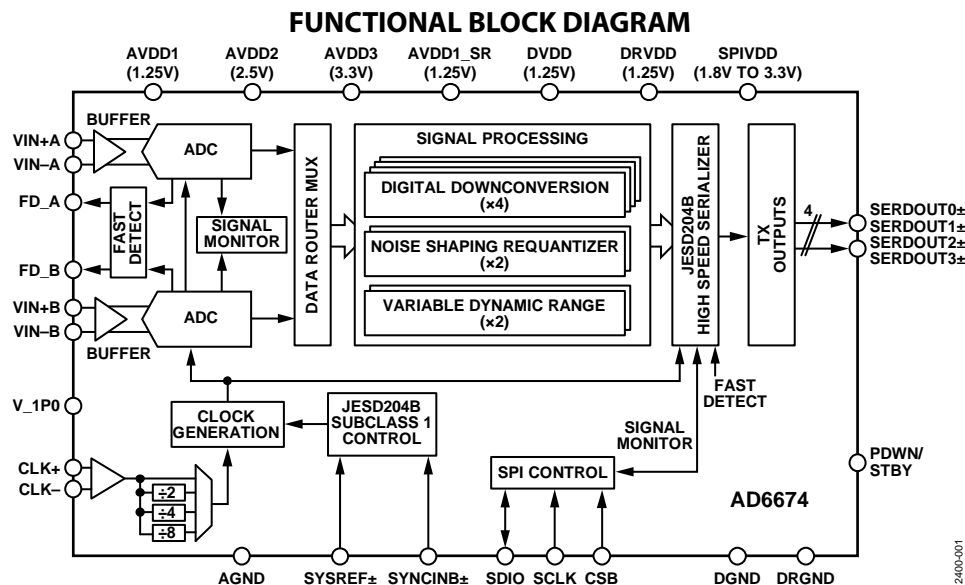 FUNCTIONAL BLOCK DIAGRAM
AVDD1
(1.25V)
AVDD2
(2.5V)
AVDD3
(3.3V)
AVDD1_SR
(1.25V)
DVDD
(1.25V)
DRVDD
(1.25V)
SPIVDD
(1.8V TO 3.3V)
BUFFER
VIN+A
VIN–A
ADC
FD_A
FAST
DETECT
SIGNAL
MONITOR
FD_B
VIN+B
VIN–B
ADC
BUFFER
DATA ROUTER MUX
SIGNAL PROCESSING
DIGITAL DOWNCONVERSION
(×4)
NOISE SHAPING REQUANTIZER
(×2)
VARIABLE DYNAMIC RANGE
(×2)
JESD204B
HIGH SPEED SERIALIZER
TX
OUTPUTS
4
SERDOUT0±
SERDOUT1±
SERDOUT2±
SERDOUT3±
FAST
DETECT
V_1P0
CLOCK
GENERATION
JESD204B
SUBCLASS 1
CONTROL
SIGNAL
MONITOR
CLK+
CLK–
÷2
÷4
÷8
SPI CONTROL
PDWN/
STBY
AD6674
AGND
SYSREF±
SYNCINB±
SDIO
SCLK
CSB
DGND
DRGND
2400-001